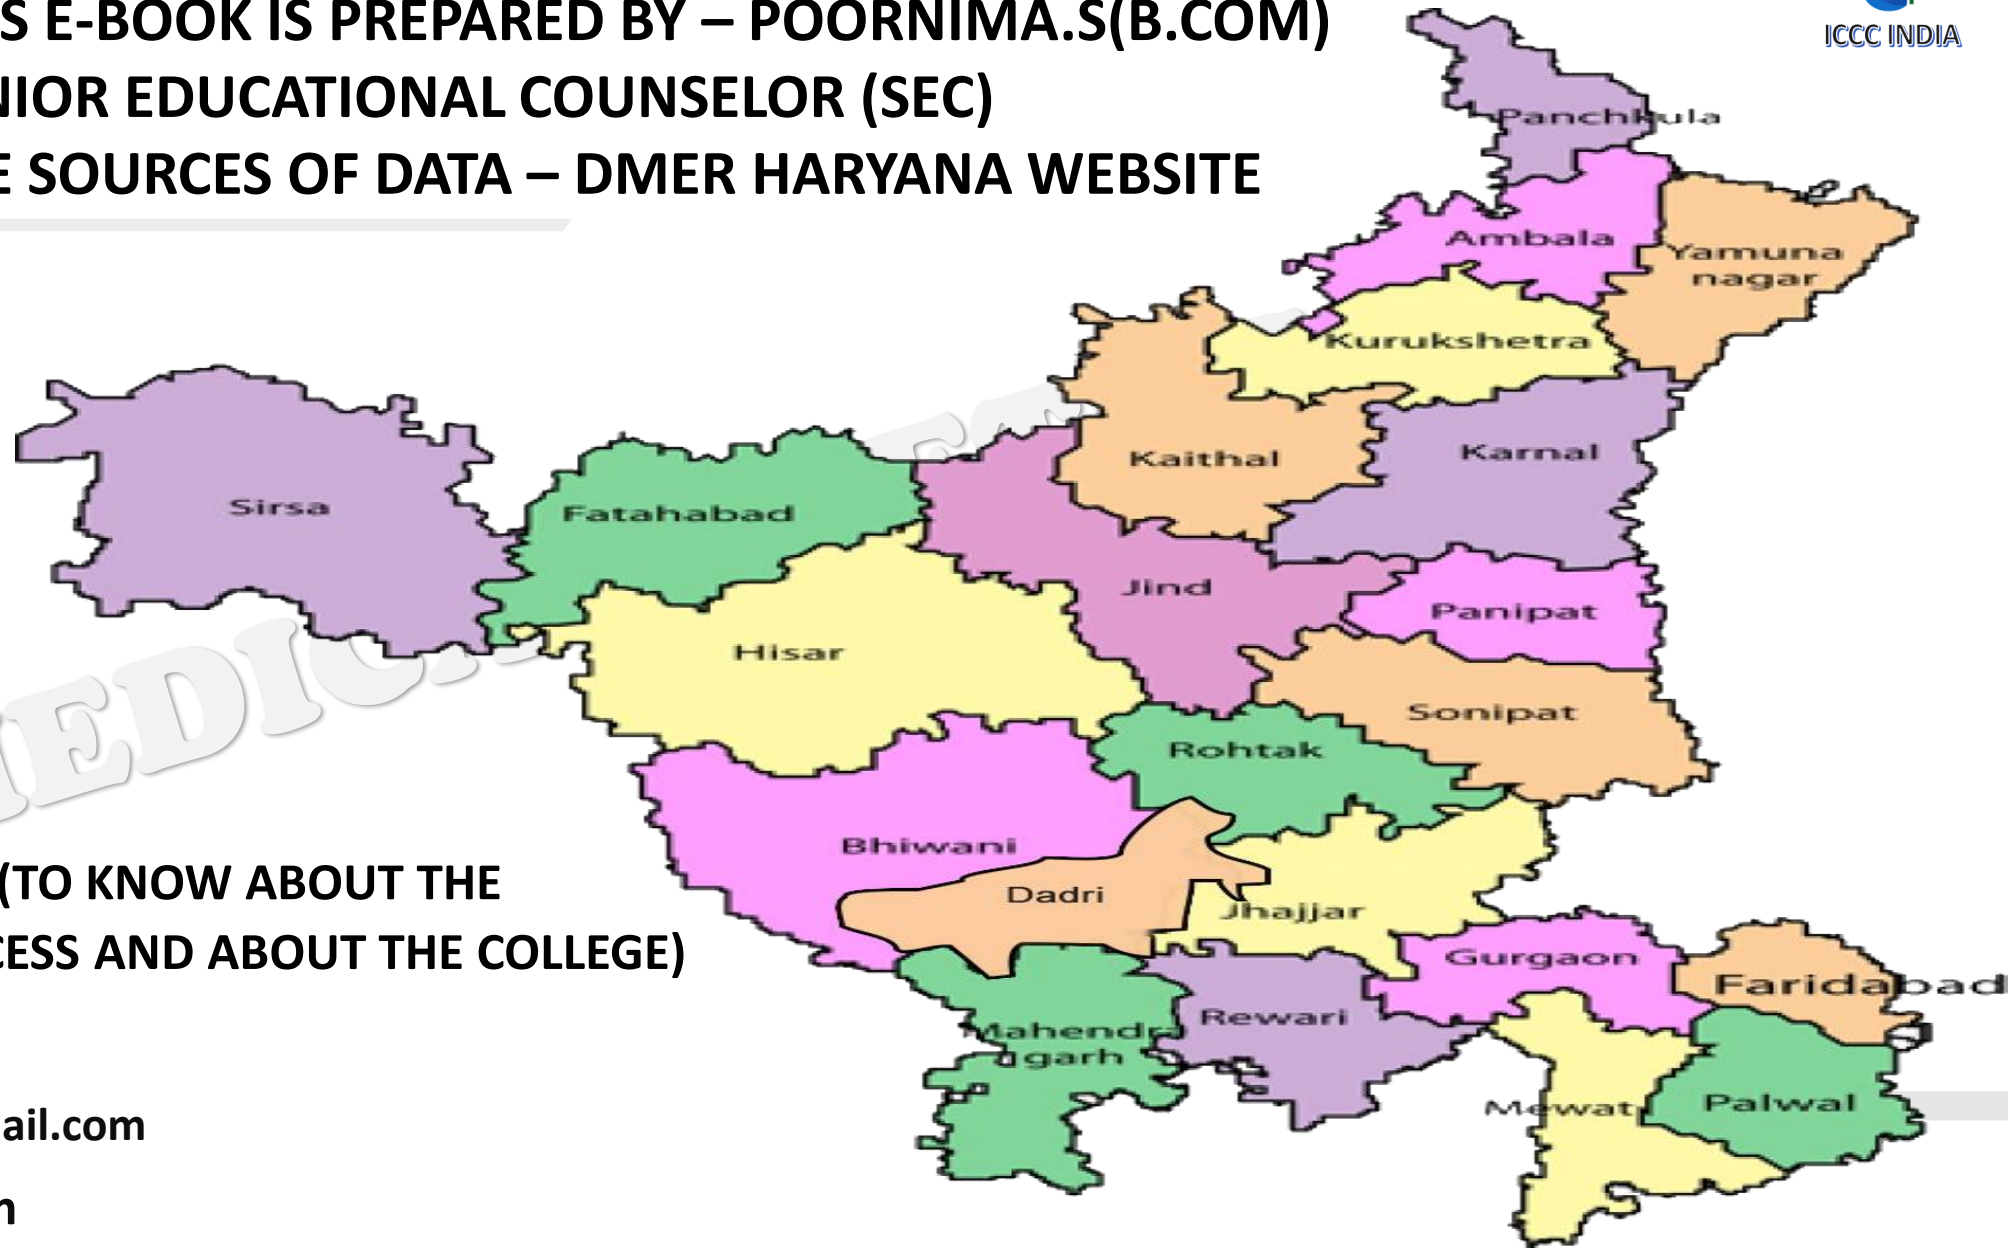 S E-BOOK IS PREPARED BY – POORNIMA.S(B.COM)
NIOR EDUCATIONAL COUNSELOR (SEC)
E SOURCES OF DATA – DMER HARYANA WEBSITE
ICCC INDIA
Panchkula
Ambala
Yamuna
nagar
Kurukshetra
Kaithal
Karnal
Sirsa
Fatahabad
Jind
Panipat
Hisar
Sonipat
Rohtak
Bhiwani
Dadri
Jhajjar
Gurgaon
Faridabad
Mahendra
garh
Rewari
Mewat
Palwal
(TO KNOW ABOUT THE
CESS AND ABOUT THE COLLEGE)
ail.com